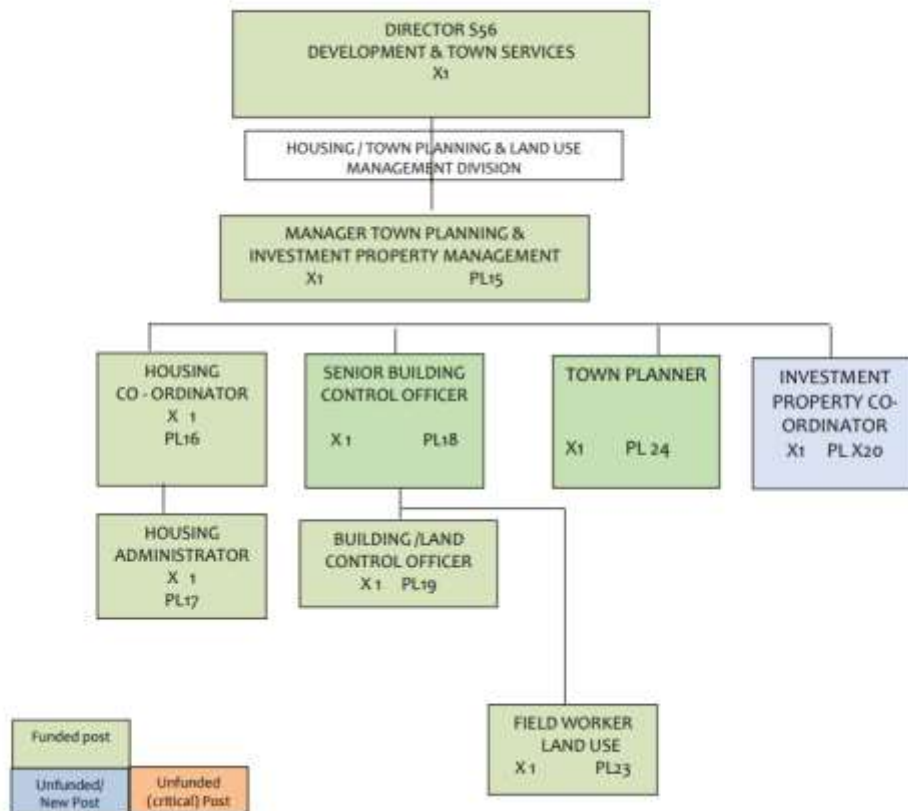 DIRECTOR S56
DEVELOPMENT & TOWN SERVICES
X1
HOUSING / TOWN PLANNING & LAND USE
MANAGEMENT DIVISION
MANAGER TOWN PLANNING &
INVESTMENT PROPERTY MANAGEMENT
X1 PL15
HOUSING
CO - ORDINATOR
X 1
PL16
SENIOR BUILDING
CONTROL OFFICER
X 1 PL18
TOWN PLANNER
X1 PL 24
INVESTMENT
PROPERTY CO-
ORDINATOR
X1 PL X20
HOUSING
ADMINISTRATOR
X 1
PL17
BUILDING /LAND
CONTROL OFFICER
X 1 PL19
FIELD WORKER
LAND USE
X 1 PL23
Funded post
Unfunded/
New Post
Unfunded
(critical) Post